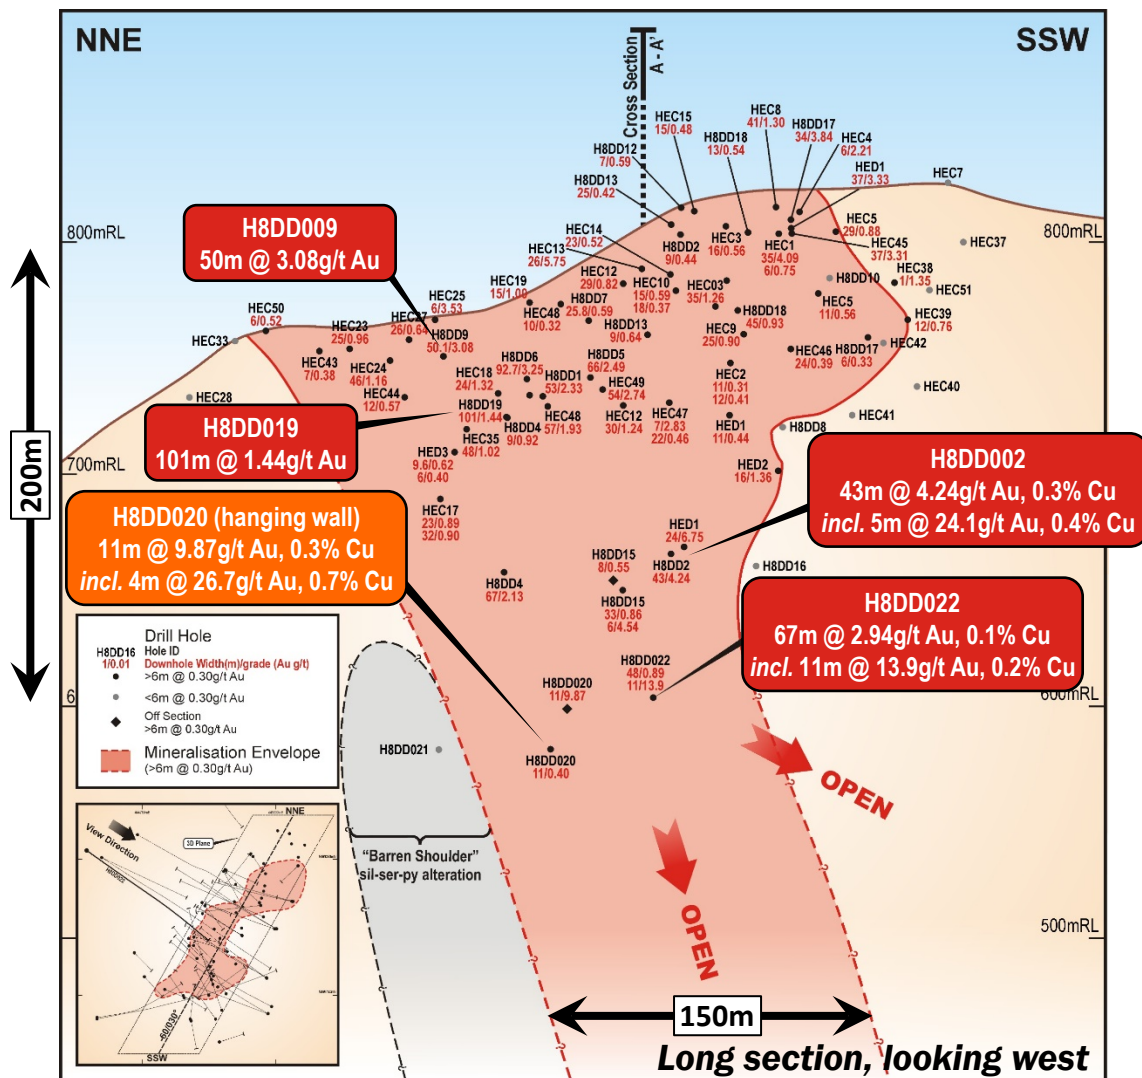 NNE
SSW
Cross Section
A - A'
HEC8
41/1.30
HEC15
15/0.48
H8DD17
34/3.84
HEC4
6/2.21
H8DD18
13/0.54
H8DD12
7/0.59
HED1
37/3.33
HEC7
H8DD13
25/0.42
HEC5
29/0.88
HEC37
800mRL
800mRL
HEC14
23/0.52
HEC13
26/5.75
H8DD2
9/0.44
HEC3
16/0.56
HEC1
35/4.09
6/0.75
HEC45
37/3.31
HEC38
1/1.35
H8DD10
HEC51
H8DD009
50m @ 3.08g/t Au
HEC19
15/1.00
HEC12
29/0.82
HEC10
15/0.59
18/0.37
HEC03
35/1.26
HEC5
11/0.56
HEC39
12/0.76
HEC25
6/3.53
HEC50
6/0.52
HEC27
26/0.64
HEC48
10/0.32
H8DD7
25.8/0.59
H8DD18
45/0.93
HEC23
25/0.96
HEC33
H8DD9
50.1/3.08
H8DD13
9/0.64
HEC9
25/0.90
HEC42
HEC43
7/0.38
HEC24
46/1.16
HEC18
24/1.32
H8DD6
92.7/3.25
H8DD5
66/2.49
HEC46
24/0.39
H8DD17
6/0.33
H8DD1
53/2.33
HEC49
54/2.74
HEC2
11/0.31
12/0.41
HEC40
HEC28
HEC44
12/0.57
H8DD19
101/1.44
HEC48
57/1.93
HEC12
30/1.24
HEC47
7/2.83
22/0.46
HEC41
H8DD4
9/0.92
HED1
11/0.44
H8DD8
H8DD019
101m @ 1.44g/t Au
HEC35
48/1.02
HED3
9.6/0.62
6/0.40
HED2
16/1.36
700mRL
200m
H8DD002
43m @ 4.24g/t Au, 0.3% Cu
incl. 5m @ 24.1g/t Au, 0.4% Cu
H8DD020 (hanging wall)
11m @ 9.87g/t Au, 0.3% Cu
incl. 4m @ 26.7g/t Au, 0.7% Cu
HEC17
23/0.89
32/0.90
HED1
24/6.75
H8DD15
8/0.55
H8DD2
43/4.24
H8DD16
H8DD4
67/2.13
H8DD15
33/0.86
6/4.54
H8DD022
67m @ 2.94g/t Au, 0.1% Cu
incl. 11m @ 13.9g/t Au, 0.2% Cu
Drill Hole
H8DD16 Hole ID
1/0.01 Downhole Width(m)/grade (Au g/t)
>6m @ 0.30g/t Au
<6m @ 0.30g/t Au
Off Section
>6m @ 0.30g/t Au
Mineralisation Envelope
(>6m @ 0.30g/t Au)
H8DD022
48/0.89
11/13.9
H8DD020
11/9.87
6
600mRL
H8DD021
H8DD020
11/0.40
OPEN
"Barren Shoulder"
sil-ser-py alteration
OPEN
500mRL
NNE
View Direction
3D Plane
-60/030°
SSW
150m
Long section, looking west